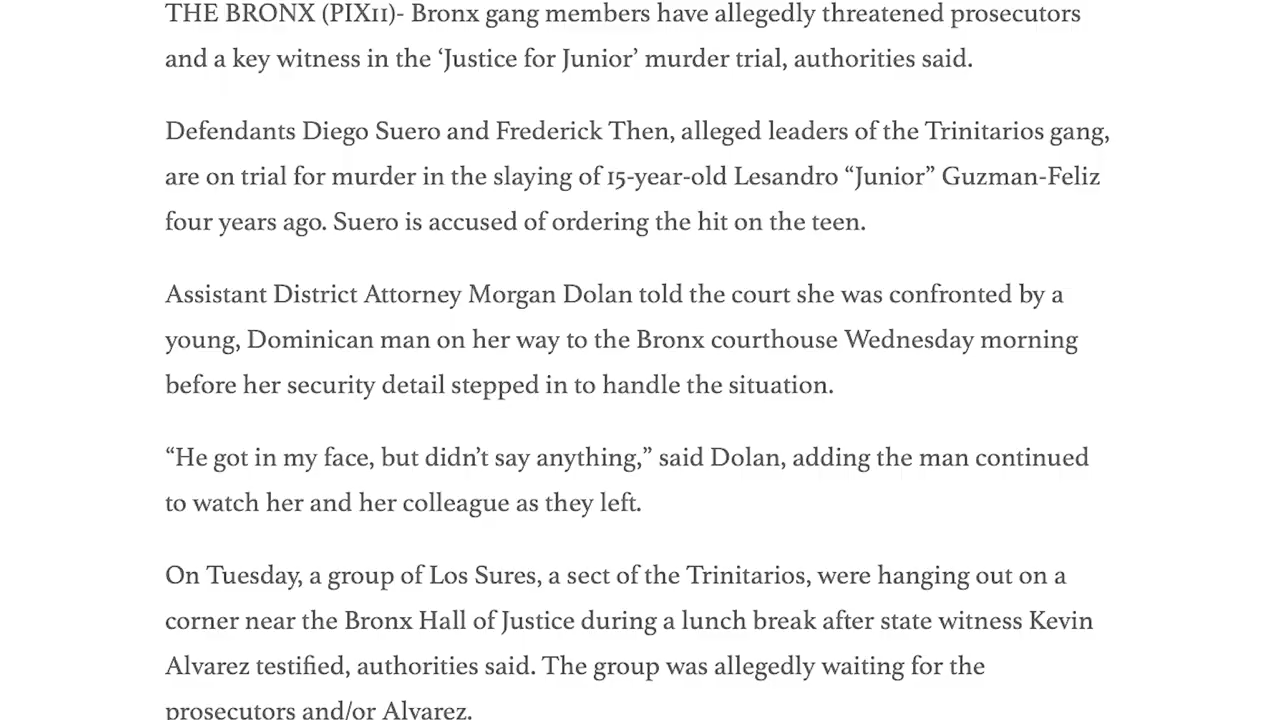 THE BRONX (PIX11)- Bronx gang members have allegedly threatened prosecutors
and a key witness in the ‘Justice for Junior’ murder trial, authorities said.
Defendants Diego Suero and Frederick Then, alleged leaders of the Trinitarios gang,
are on trial for murder in the slaying of 15-year-old Lesandro “Junior” Guzman-Feliz
four years ago. Suero is accused of ordering the hit on the teen.
Assistant District Attorney Morgan Dolan told the court she was confronted by a
young, Dominican man on her way to the Bronx courthouse Wednesday morning
before her security detail stepped in to handle the situation.
“He got in my face, but didn’t say anything,” said Dolan, adding the man continued
to watch her and her colleague as they left.
On Tuesday, a group of Los Sures, a sect of the Trinitarios, were hanging out on a
corner near the Bronx Hall of Justice during a lunch break after state witness Kevin
Alvarez testified, authorities said. The group was allegedly waiting for the
prosecutors and/or Alvarez.